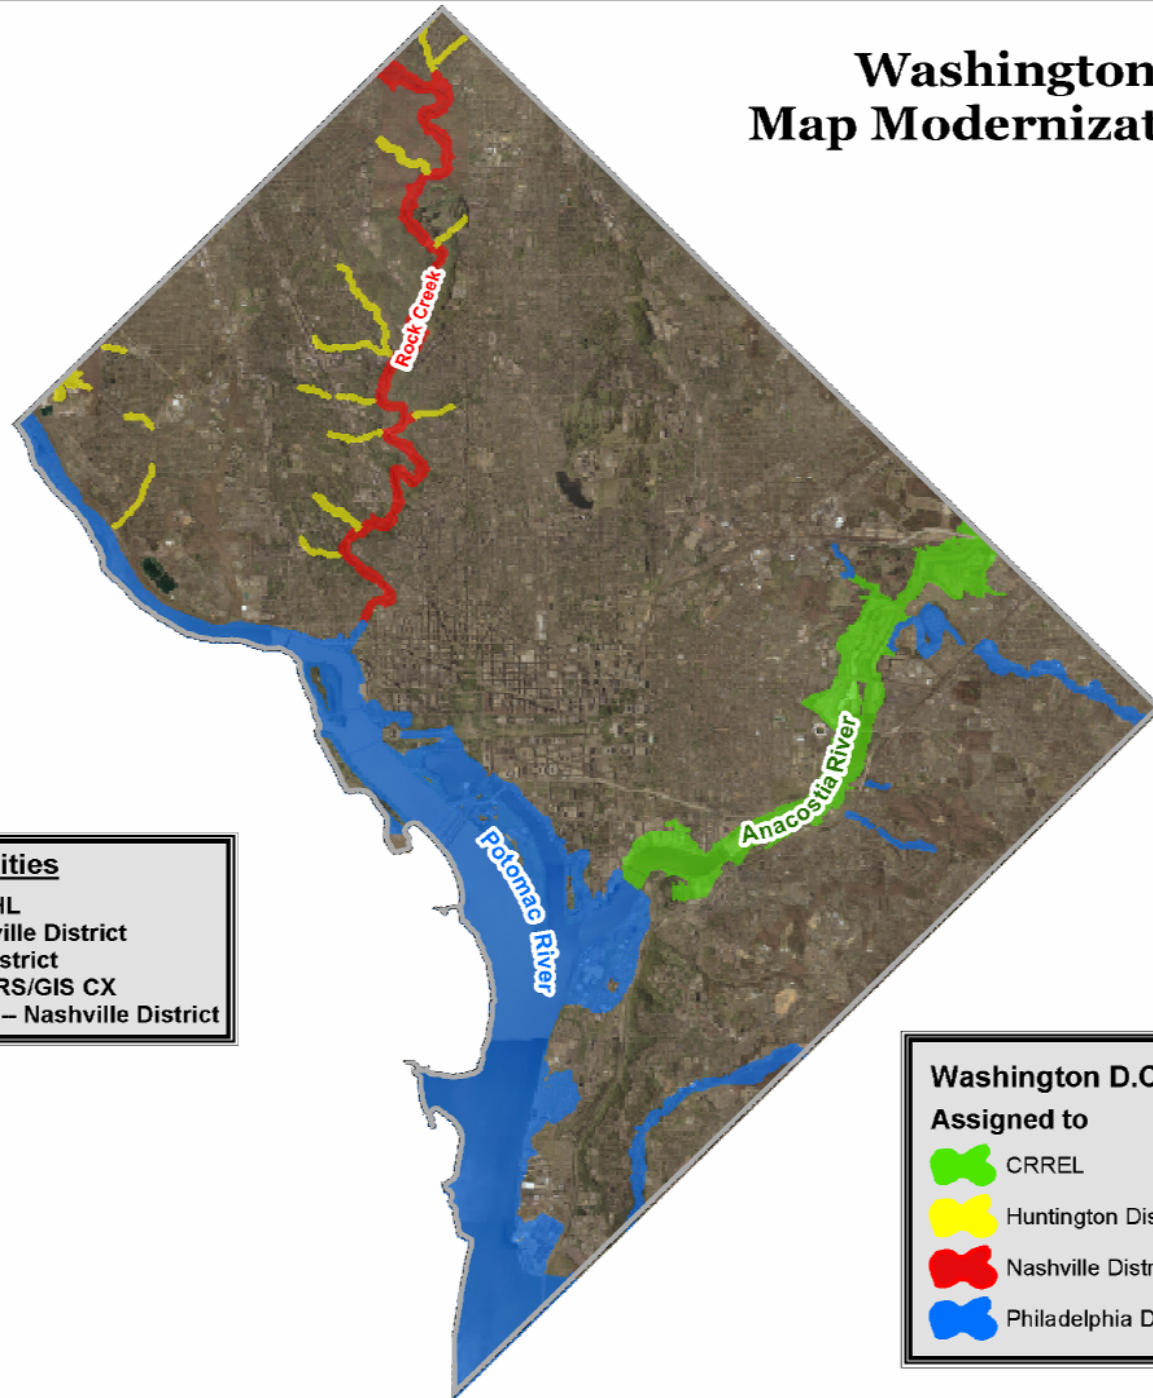 Washington
Map Modernizat
Rock Creek
Anacostia River
Potomac River
ities
HL
ville District
strict
RS/GIS CX
– Nashville District
Washington D.C
Assigned to
CRREL
Huntington Dis
Nashville Distr
Philadelphia D